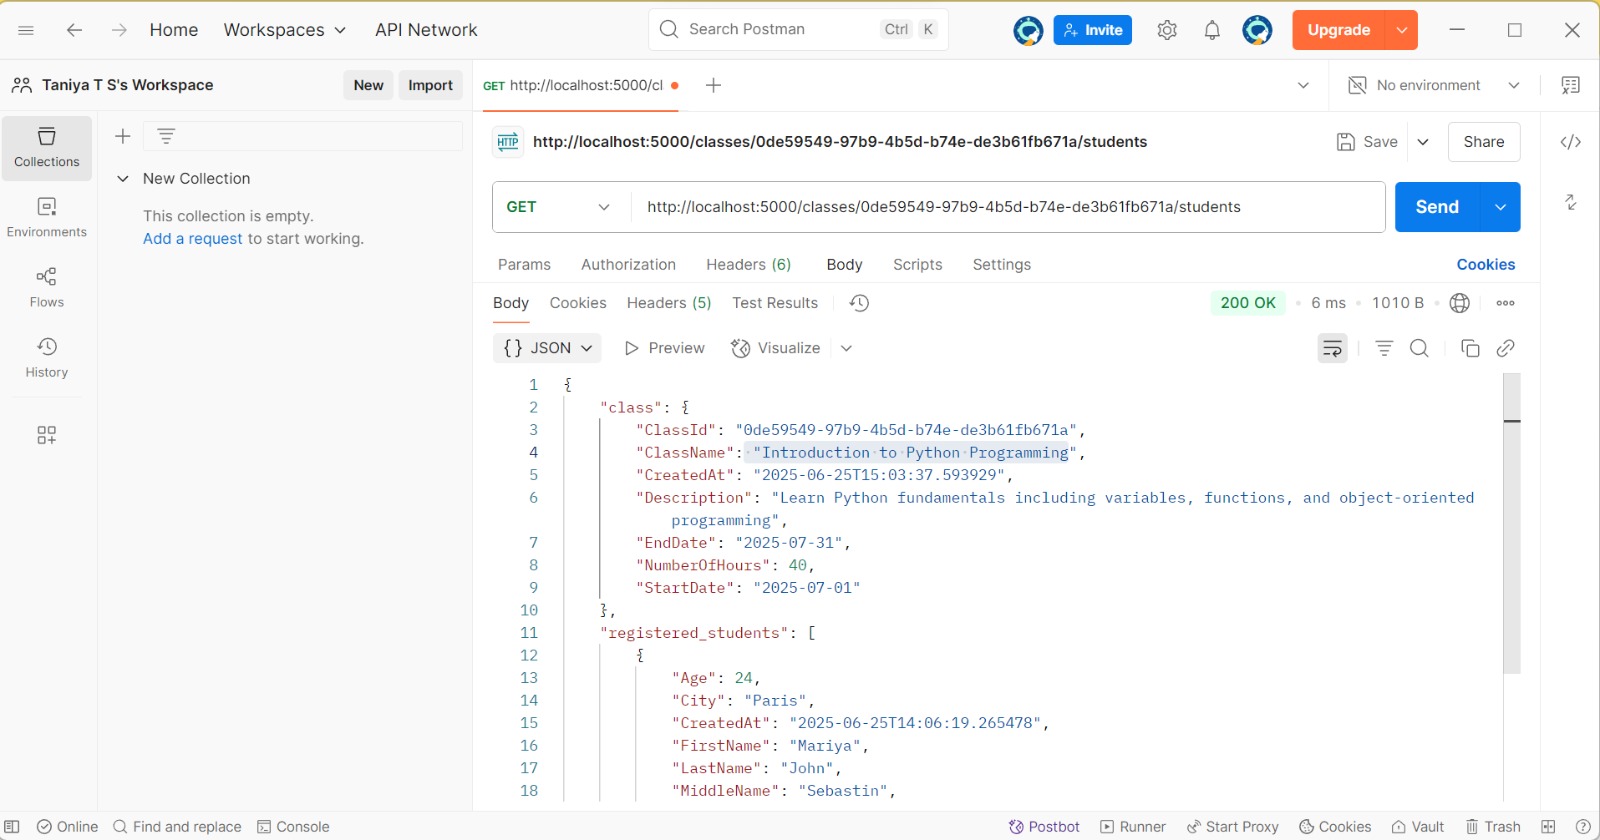 Home Workspaces API Network Search Postman Ctrl K Invite Upgrade
Taniya T S's Workspace New Import GET http://localhost:5000/cl No environment
Collections
Environments
Flows
History
New Collection
This collection is empty.
Add a request to start working.
HTTP http://localhost:5000/classes/0de59549-97b9-4b5d-b74e-de3b61fb671a/students Save Share
GET http://localhost:5000/classes/0de59549-97b9-4b5d-b74e-de3b61fb671a/students Send
Params Authorization Headers (6) Body Scripts Settings Cookies
Body Cookies Headers (5) Test Results 200 OK • 6 ms • 1010 B •
{} JSON Preview Visualize
1 {
2 "class": {
3 "ClassId": "0de59549-97b9-4b5d-b74e-de3b61fb671a",
4 "ClassName": "Introduction to Python Programming",
5 "CreatedAt": "2025-06-25T15:03:37.593929",
6 "Description": "Learn Python fundamentals including variables, functions, and object-oriented
programming",
7 "EndDate": "2025-07-31",
8 "NumberOfHours": 40,
9 "StartDate": "2025-07-01"
10 },
11 "registered_students": [
12 {
13 "Age": 24,
14 "City": "Paris",
15 "CreatedAt": "2025-06-25T14:06:19.265478",
16 "FirstName": "Mariya",
17 "LastName": "John",
18 "MiddleName": "Sebastin",
Online Find and replace Console Postbot Runner Start Proxy Cookies Vault Trash